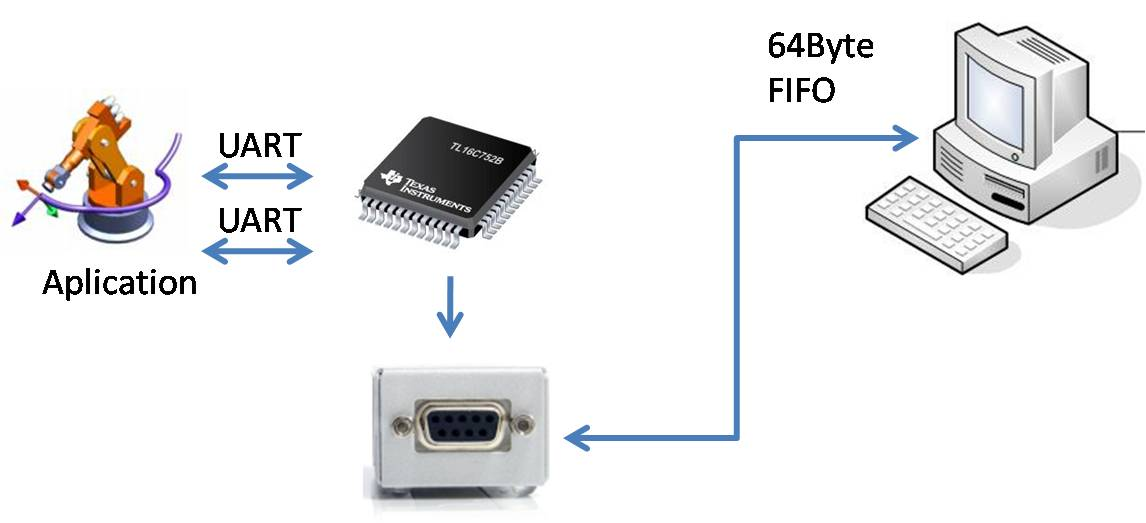 64Byte
FIFO
UART
UART
Aplication
TL16C752B
TEXAS
INSTRUMENTS